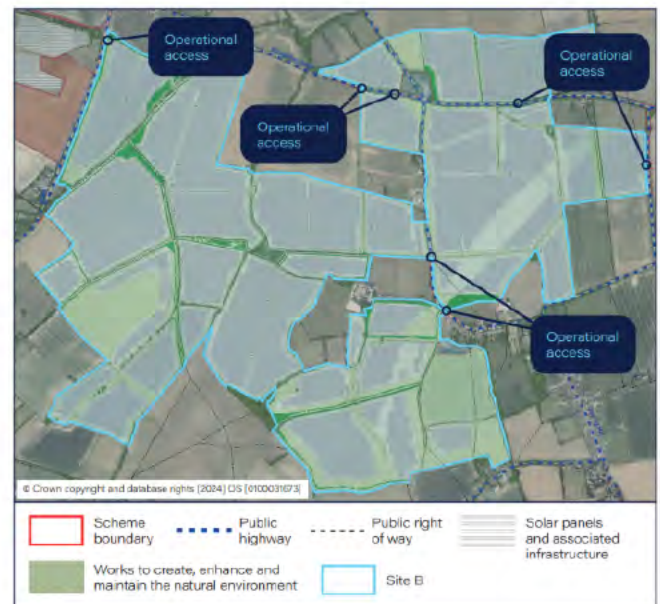 Operational
access
Operational
access
Operational
access
Operational
access
© Crown copyright and database rights [2024] OS [0100031673]
Scheme
boundary
Public
highway
Public right
of way
Solar panels
and associated
infrastructure
Works to create, enhance and
maintain the natural environment
Site B